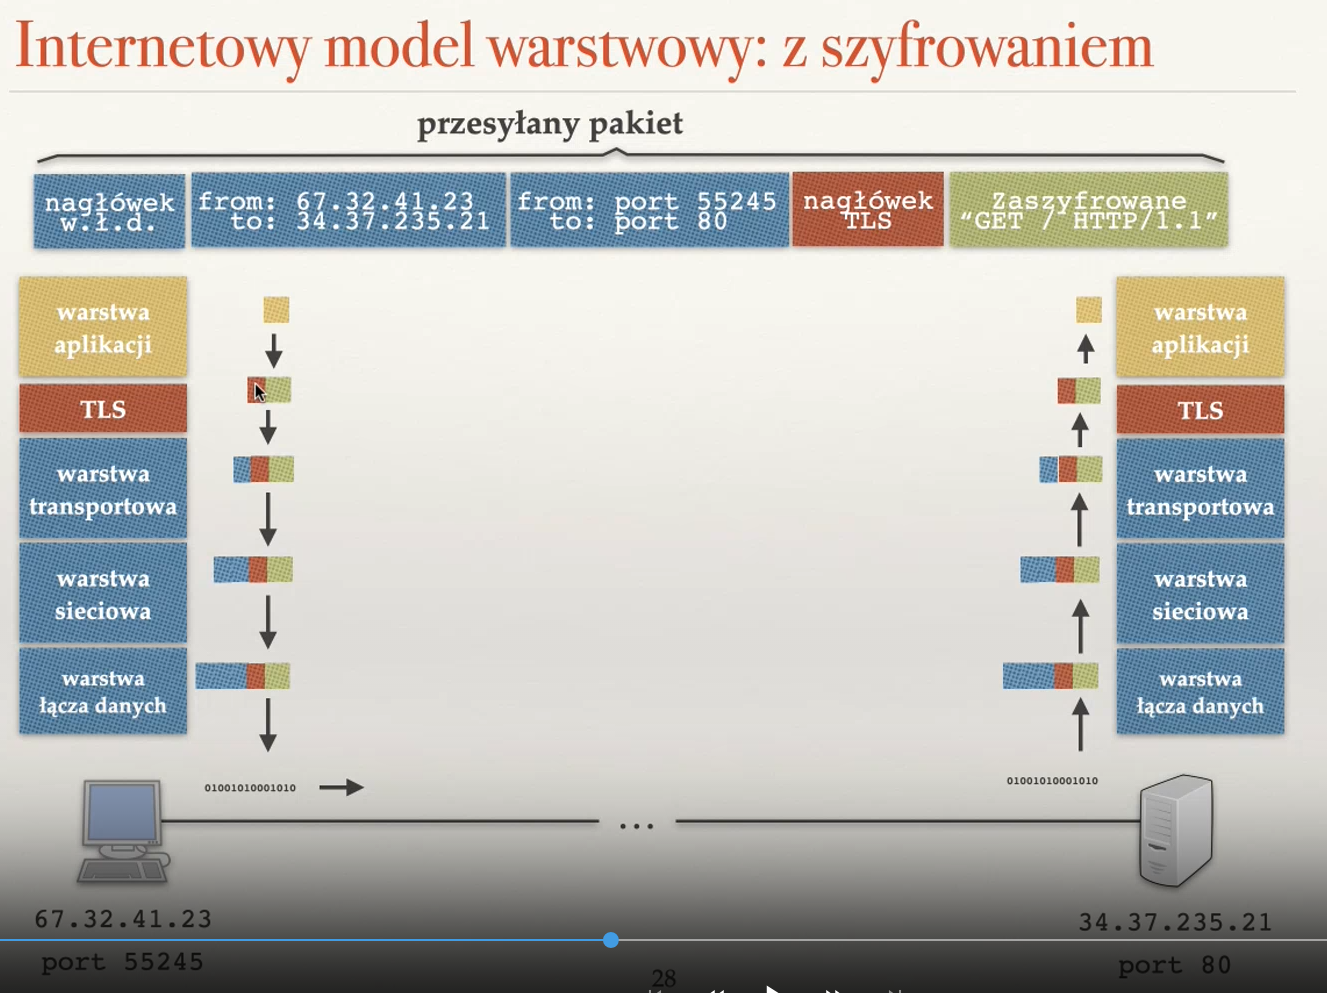 Internetowy model warstwowy: z szyfrowaniem
przesyłany pakiet
nagłówek
w.ł.d.
from: 67.32.41.23
to: 34.37.235.21
from: port 55245
to: port 80
nagłówek
TLS
Zaszyfrowane
“GET / HTTP/1.1”
warstwa
aplikacji
TLS
warstwa
transportowa
warstwa
sieciowa
warstwa
łącza danych
warstwa
aplikacji
TLS
warstwa
transportowa
warstwa
sieciowa
warstwa
łącza danych
01001010001010
01001010001010
...
67.32.41.23
port 55245
34.37.235.21
port 80
28